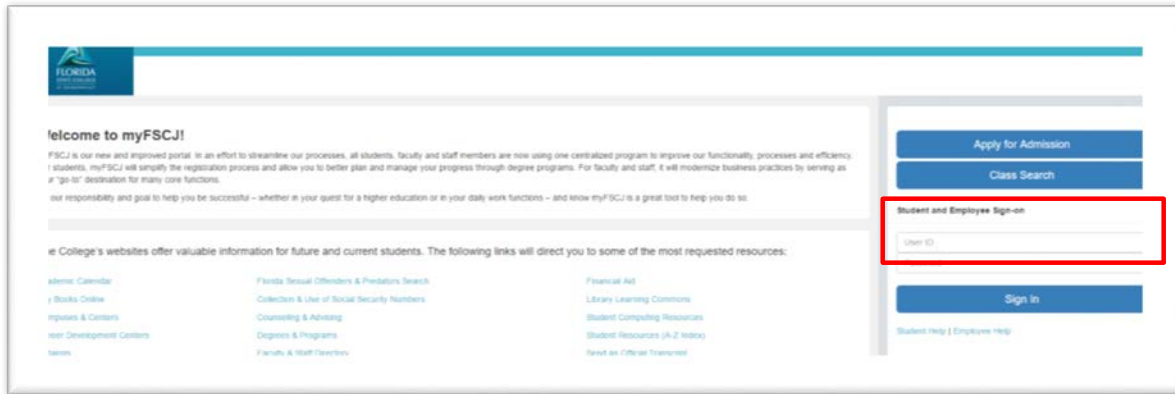 FLORIDA
STATE COLLEGE
AT JACKSONVILLE
elcome to myFSCJ!
FSCJ is our new and improved portal. In an effort to streamline our processes, all students, faculty and staff members are now using one centralized program to improve our functionality, processes and efficiency.
students, myFSCJ will simplify the registration process and allow you to better plan and manage your progress through degree programs. For faculty and staff, it will modernize business practices by serving as
"go-to" destination for many core functions.
our responsibility and goal to help you be successful – whether in your quest for a higher education or in your daily work functions – and know myFSCJ is a great tool to help you do so.
e College's websites offer valuable information for future and current students. The following links will direct you to some of the most requested resources:
ademic Calendar
y Books Online
mpuses & Centers
reer Development Centers
Florida Sexual Offenders & Predators Search
Collection & Use of Social Security Numbers
Counseling & Advising
Degrees & Programs
Faculty & Staff Directory
Financial Aid
Library Learning Commons
Student Computing Resources
Student Resources (A-Z Index)
Send an Official Transcript
Apply for Admission
Class Search
Student and Employee Sign-on
User ID
Sign In
Student Help | Employee Help